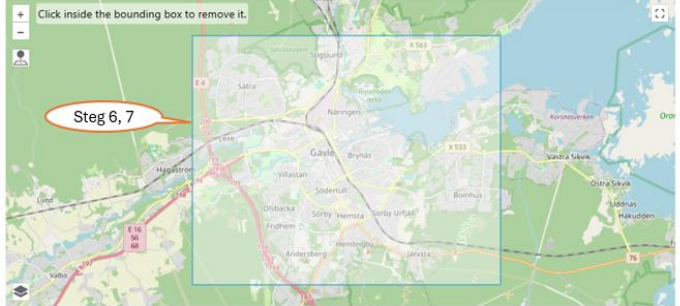 +
Click inside the bounding box to remove it.
−
X 563
Stigslund
E 4
Sätra
Näringen
Steg 6, 7
Lexe
Gävle
Brynäs
X 533
Hagaström
Västra Sikvik
Villastan
Östra Sikvik
Lund
Södertull
Bomhus
Uddnäs
Olsbacka
Sörby
Hemsta
Sörby Urfjäll
Hakudden
Fridhem
E 16
56
68
Hemlingby
Andersberg
Järvsta
76
Valbo